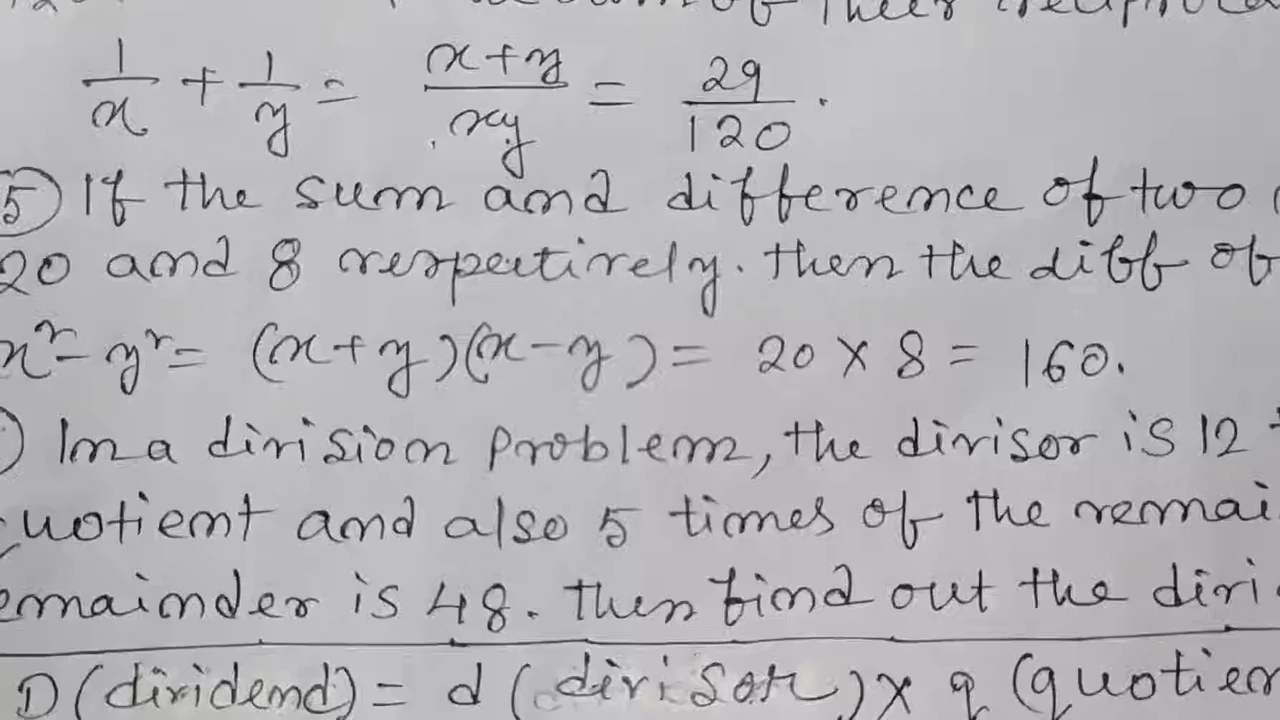 of their
1/x + 1/y = x+y/xy = 29/120.
5 If the sum and difference of two
20 and 8 respectively. then the diff of
x² - y² = (x+y)(x-y) = 20 × 8 = 160.
In a division problem, the divisor is 12
quotient and also 5 times of the remai
emainder is 48. then find out the divi
D (dividend) = d (divisor) × q (quotien